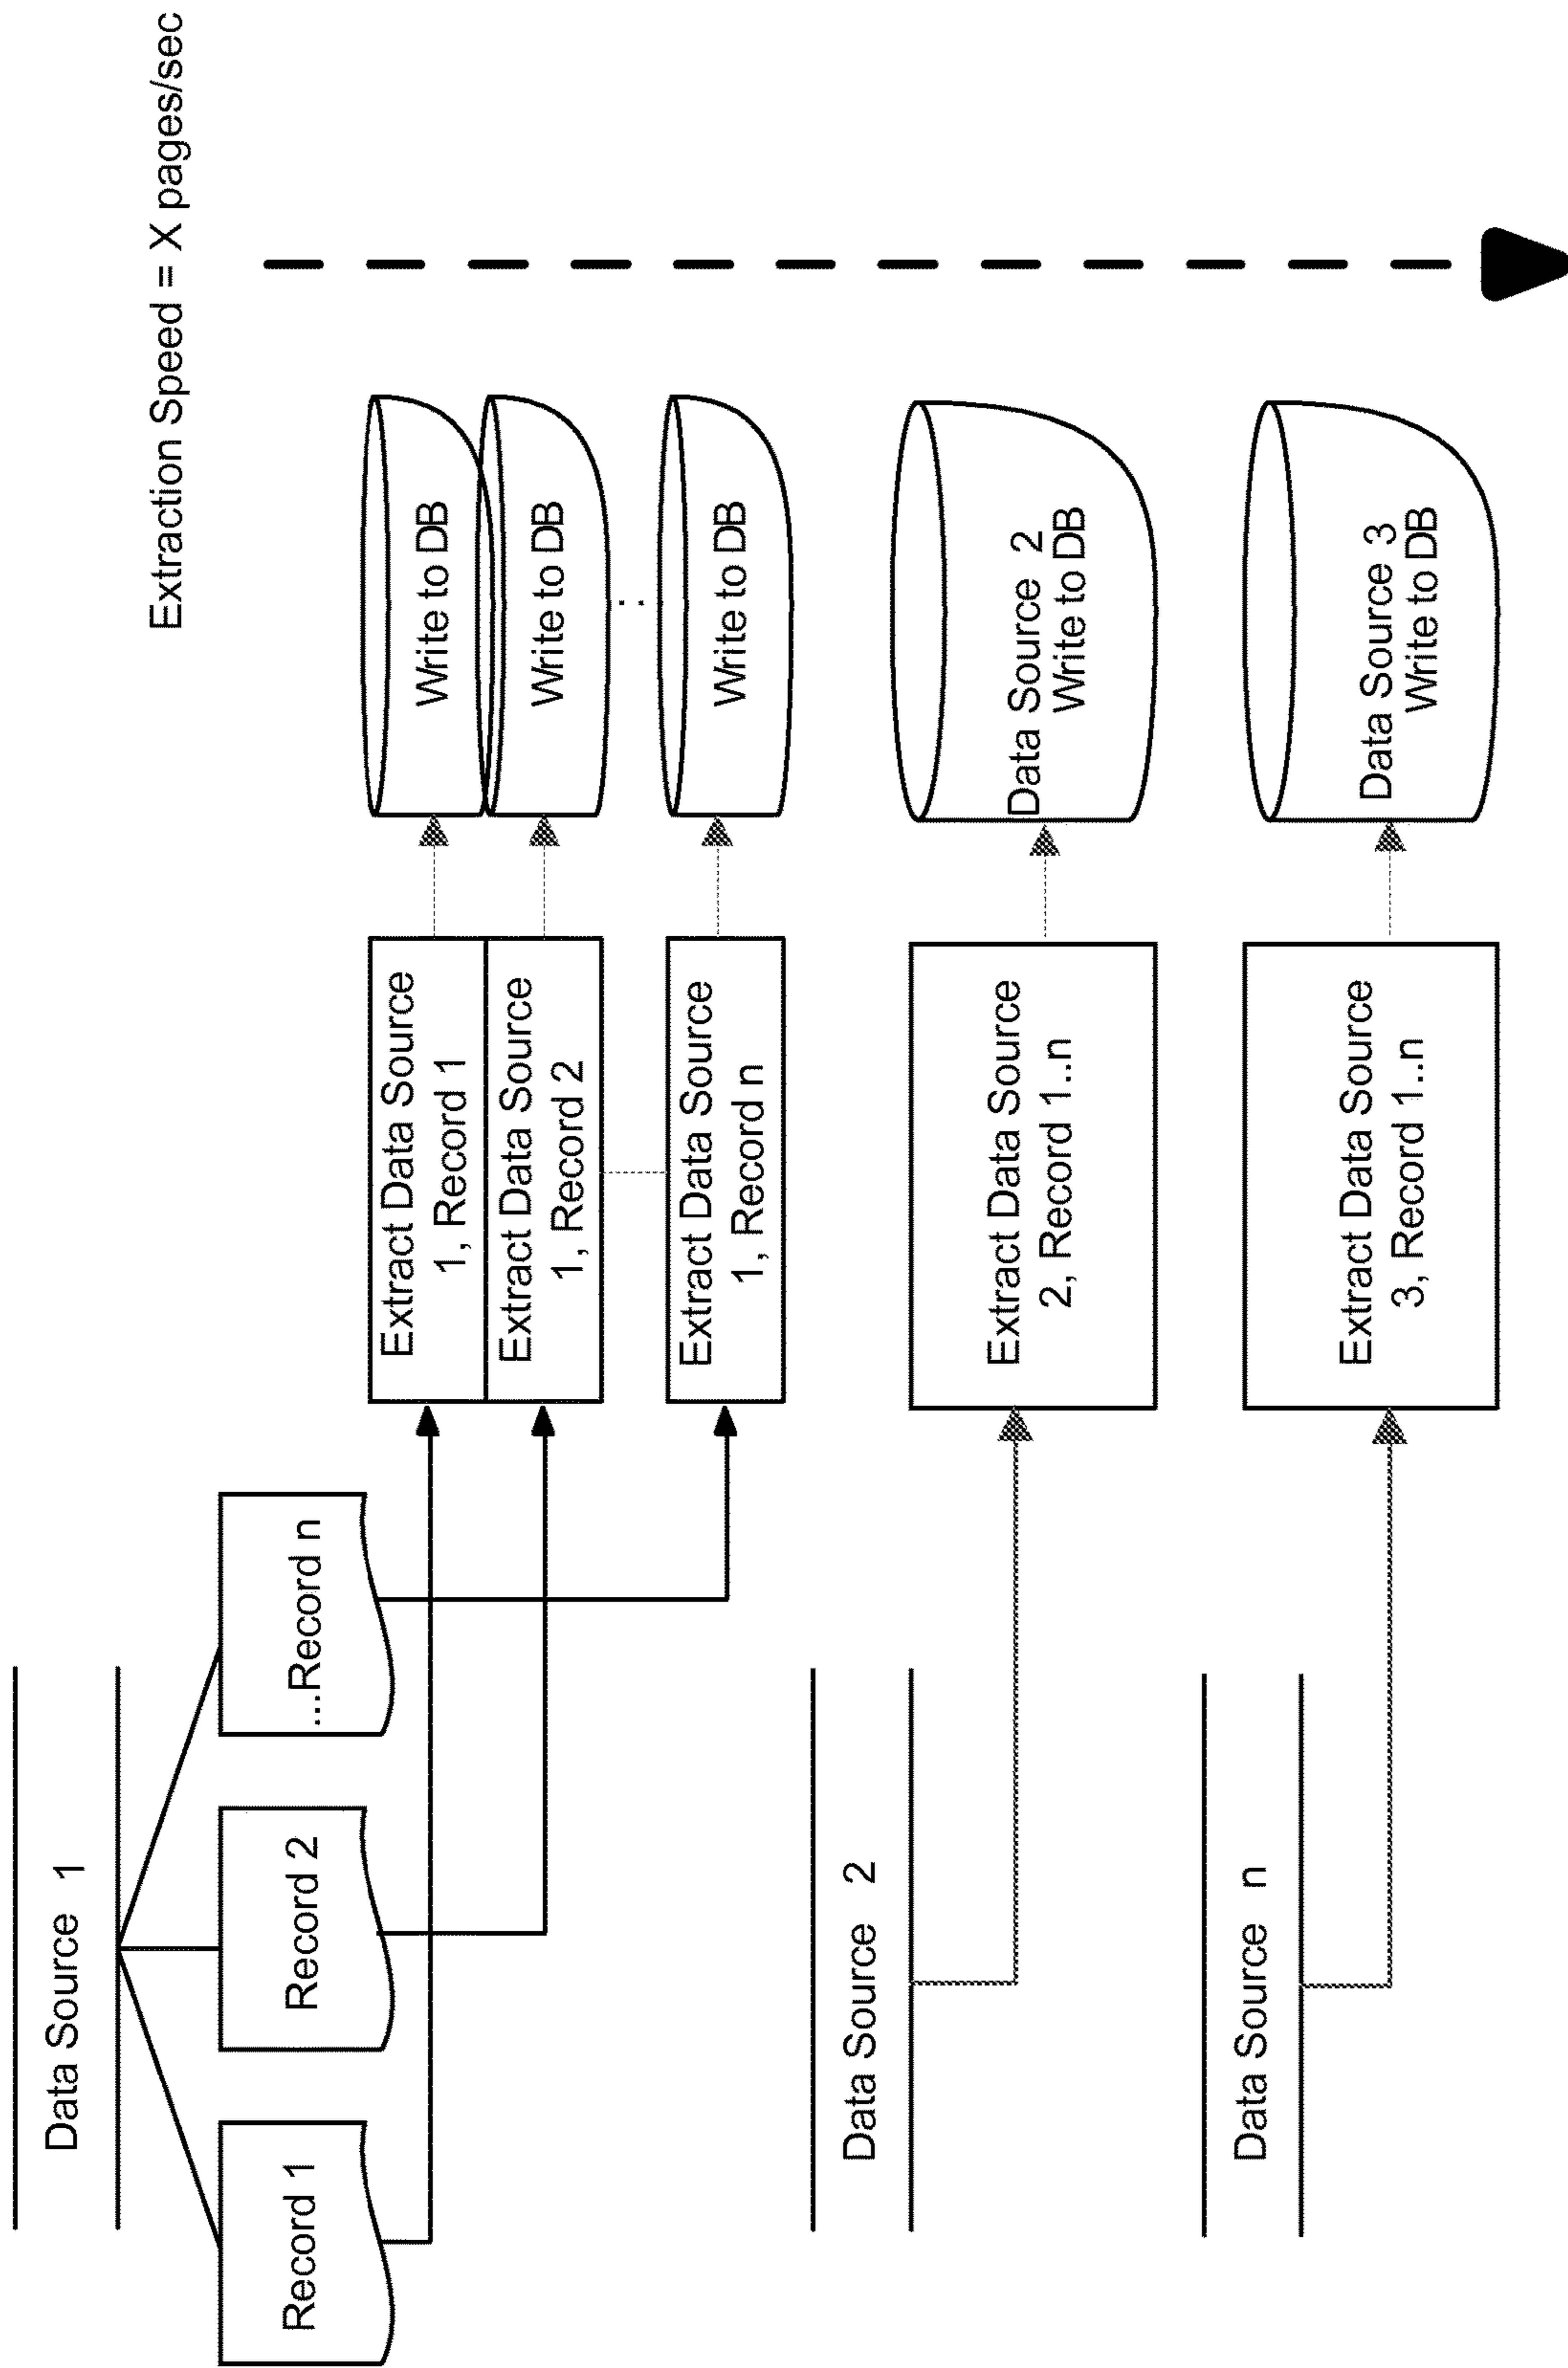 Extraction Speed = X pages/sec
Data Source 1
Record 1
Record 2
...Record n
Extract Data Source
1, Record 1
Write to DB
Extract Data Source
1, Record 2
Write to DB
..
Extract Data Source
1, Record n
Write to DB
Data Source 2
Extract Data Source
2, Record 1..n
Data Source 2
Write to DB
Data Source n
Extract Data Source
3, Record 1..n
Data Source 3
Write to DB